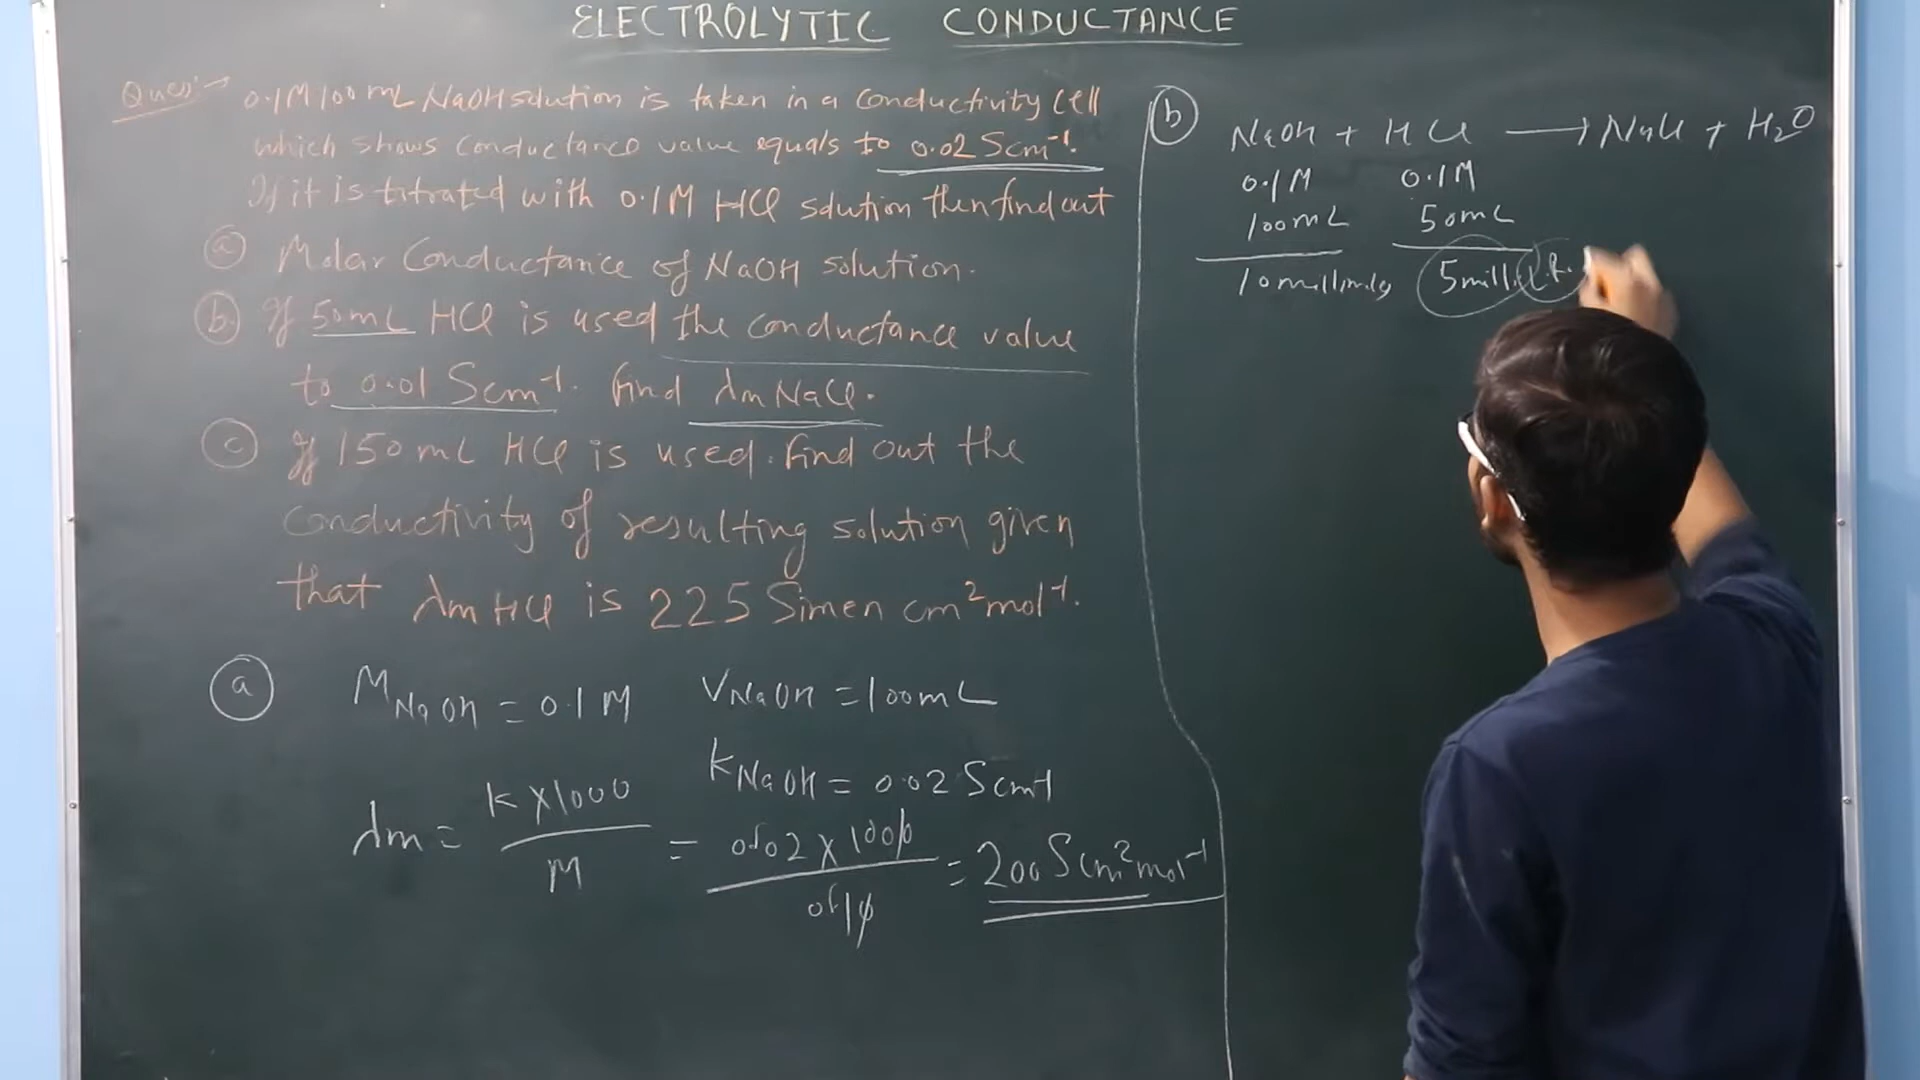 ELECTROLYTIC CONDUCTANCE
Ques:→ 0.1M 100mL NaOH solution is taken in a conductivity cell
which shows conductance value equals to 0.02 Scm⁻¹.
If it is titrated with 0.1M HCl solution then find out
(a) Molar Conductance of NaOH solution.
(b) If 50mL HCl is used the conductance value
to 0.01 Scm⁻¹. Find λm NaCl.
(c) If 150mL HCl is used. Find out the
conductivity of resulting solution given
that λm HCl is 225 Simen cm² mol⁻¹.
(a) M NaOH = 0.1 M V NaOH = 100mL
K NaOH = 0.02 Scm⁻¹
λm = K × 1000 / M = 0.02 × 1000 / 0.1 = 200 Scm² mol⁻¹
(b) NaOH + HCl → NaCl + H₂O
0.1M 0.1M
100mL 50mL
10 millimoles 5 milli L.R.